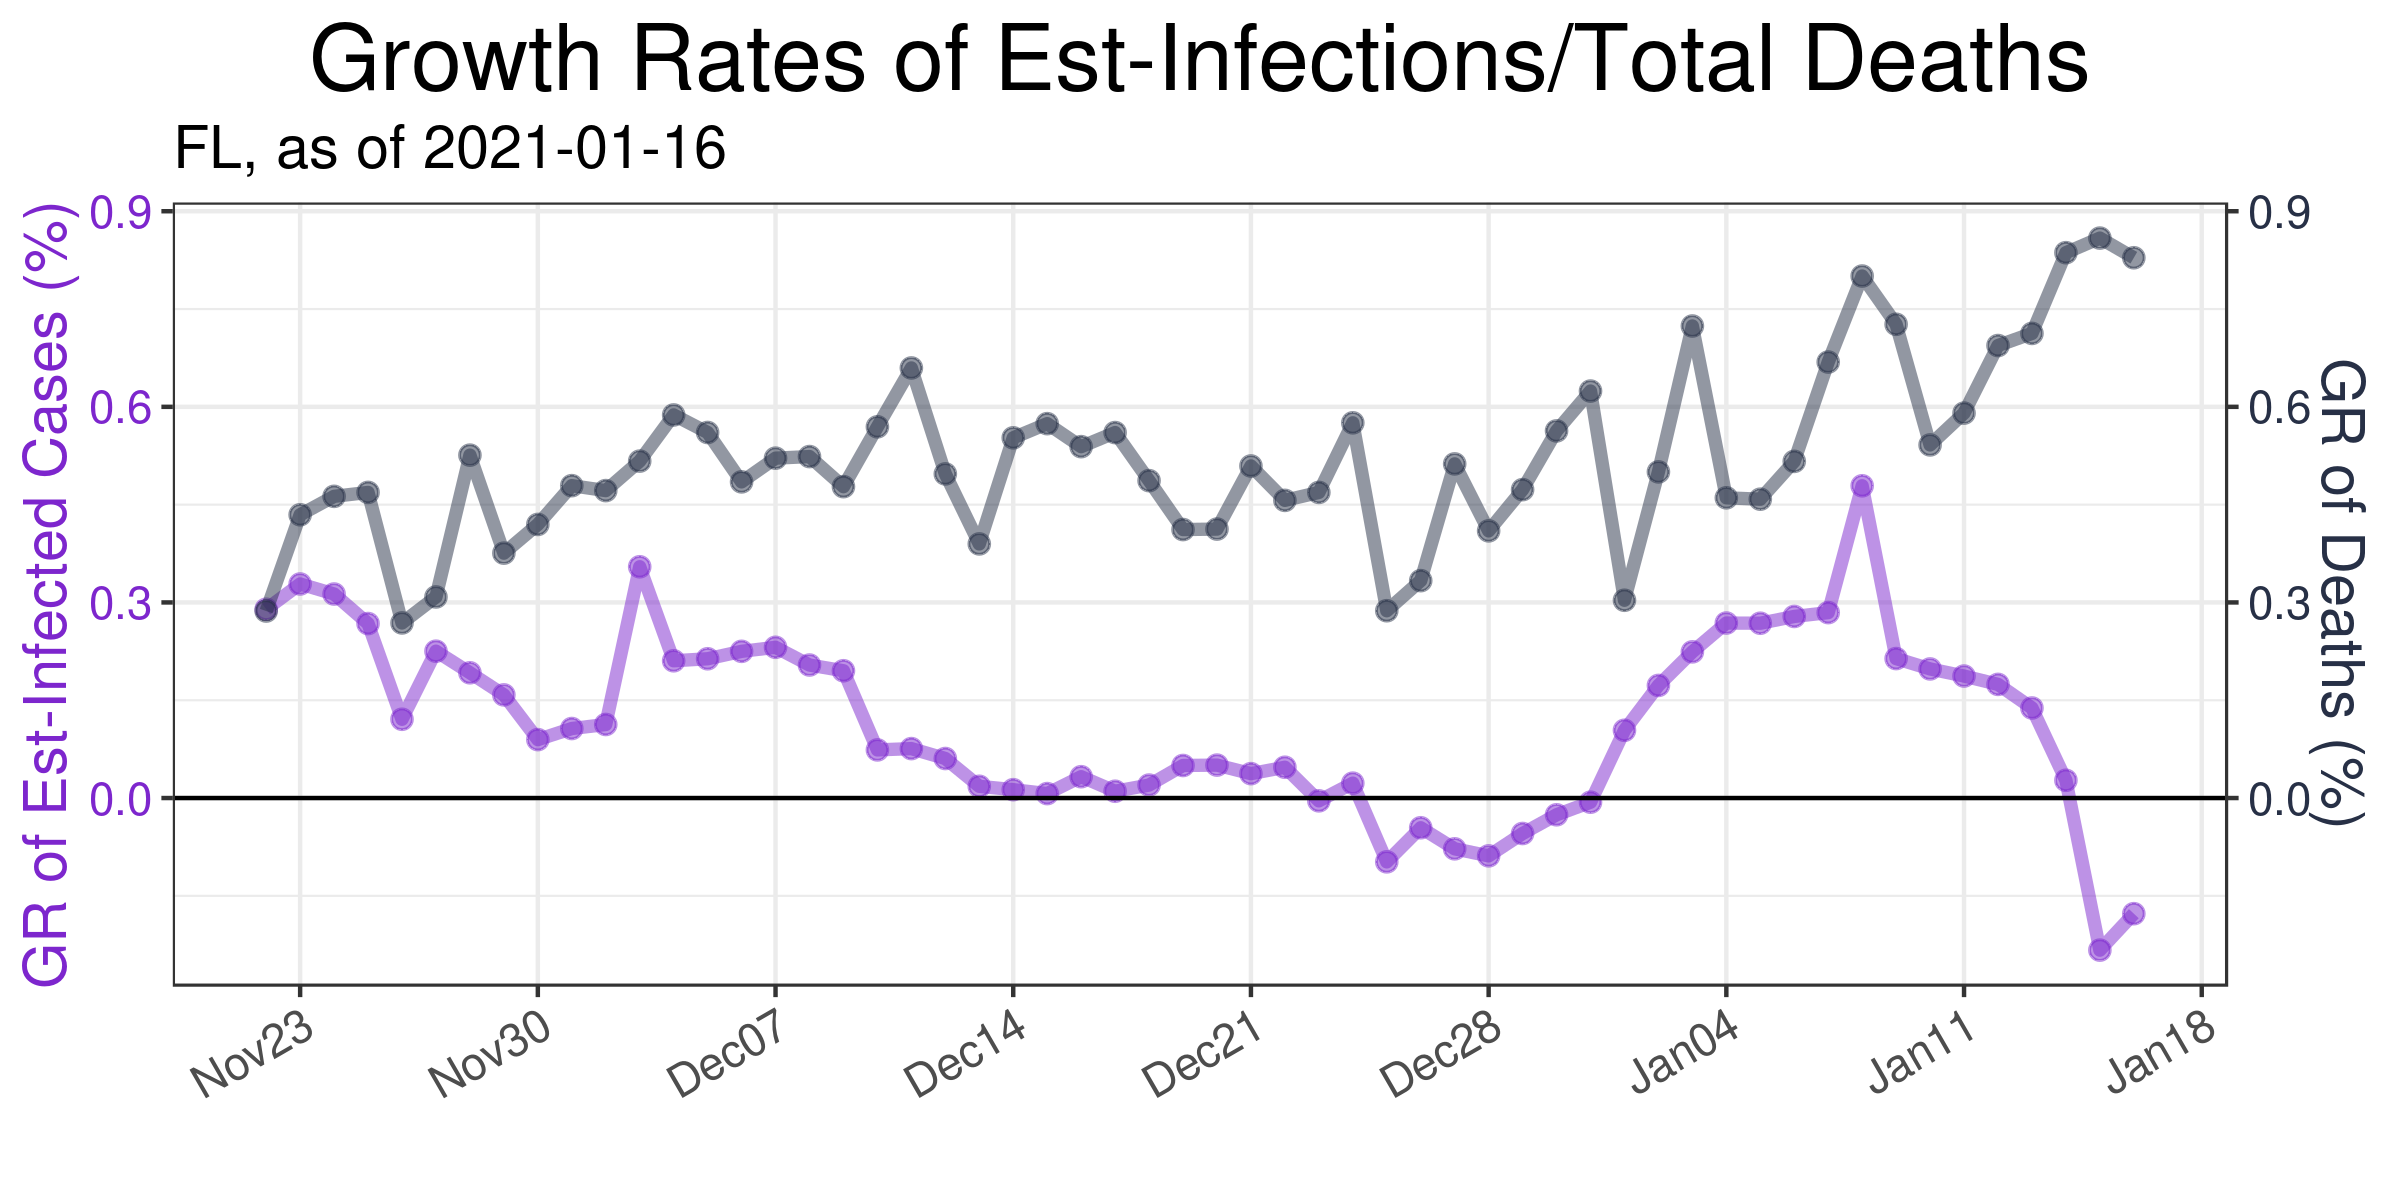 Growth Rates of Est-Infections/Total Deaths
FL, as of 2021-01-16
GR of Est-Infected Cases (%)
0.9
0.6
0.3
0.0
0.9
0.6
0.3
0.0
GR of Deaths (%)
Nov23
Nov30
Dec07
Dec14
Dec21
Dec28
Jan04
Jan11
Jan18